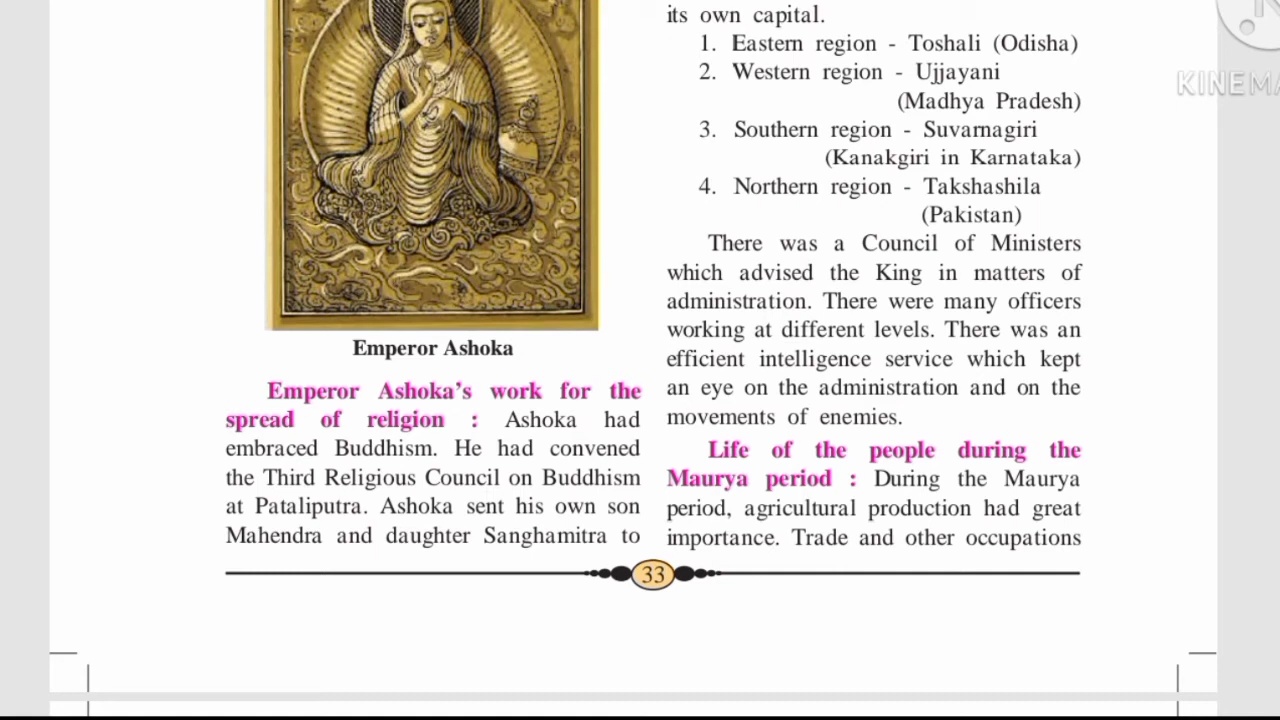 Emperor Ashoka
Emperor Ashoka's work for the
spread of religion : Ashoka had
embraced Buddhism. He had convened
the Third Religious Council on Buddhism
at Pataliputra. Ashoka sent his own son
Mahendra and daughter Sanghamitra to
its own capital.
1. Eastern region - Toshali (Odisha)
2. Western region - Ujjayani
(Madhya Pradesh)
3. Southern region - Suvarnagiri
(Kanakgiri in Karnataka)
4. Northern region - Takshashila
(Pakistan)
There was a Council of Ministers
which advised the King in matters of
administration. There were many officers
working at different levels. There was an
efficient intelligence service which kept
an eye on the administration and on the
movements of enemies.
Life of the people during the
Maurya period : During the Maurya
period, agricultural production had great
importance. Trade and other occupations
33